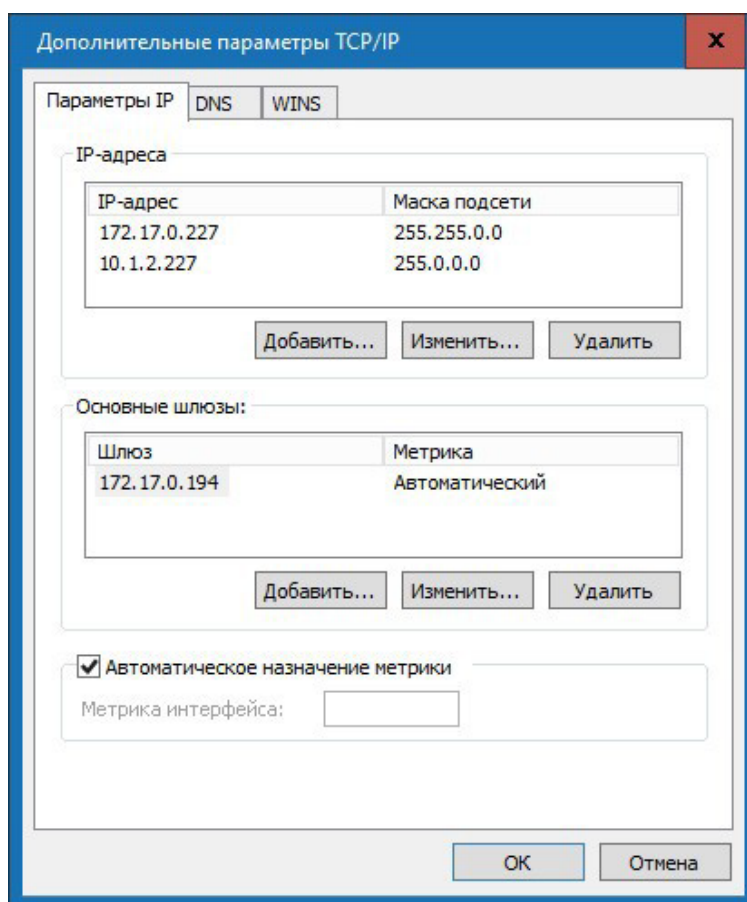 Дополнительные параметры TCP/IP
x
Параметры IP DNS WINS
IP-адреса
IP-адрес Маска подсети
172.17.0.227 255.255.0.0
10.1.2.227 255.0.0.0
Добавить... Изменить... Удалить
Основные шлюзы:
Шлюз Метрика
172.17.0.194 Автоматический
Добавить... Изменить... Удалить
Автоматическое назначение метрики
Метрика интерфейса:
ОК Отмена